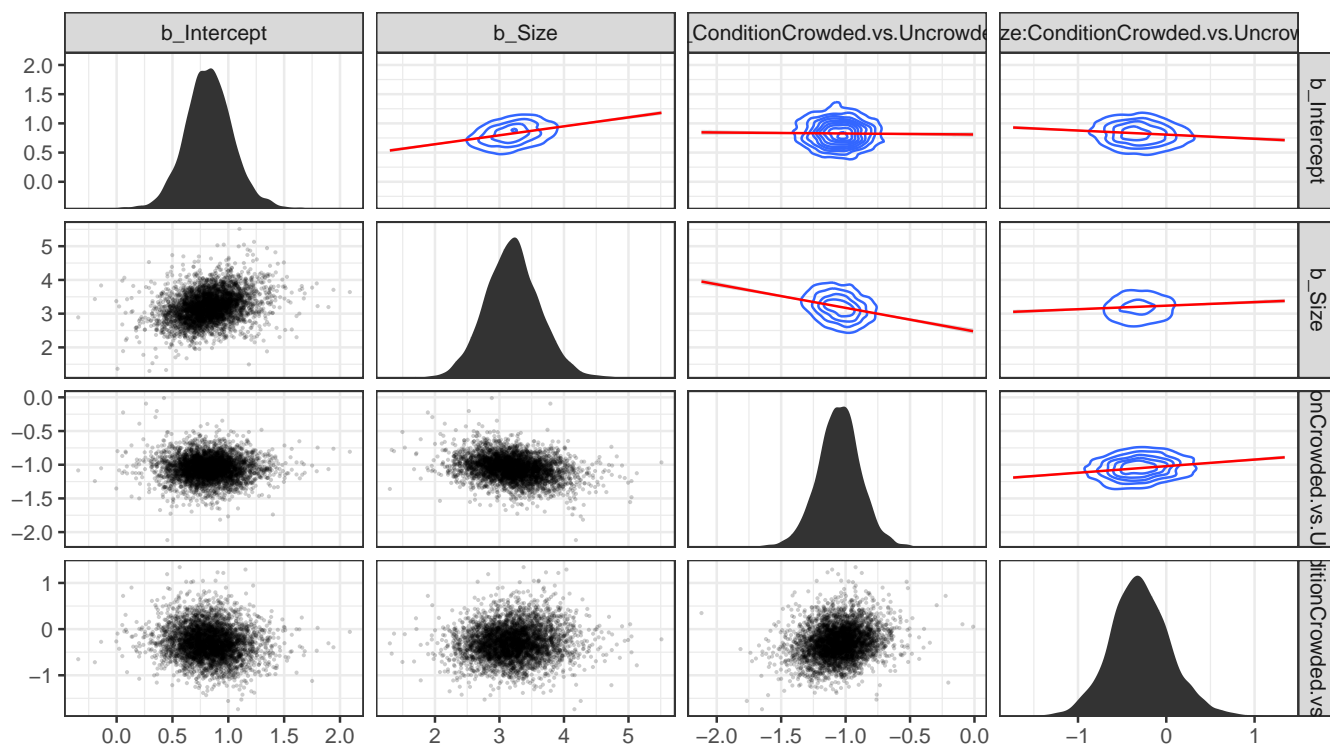 b_Intercept
b_Size
_ConditionCrowded.vs.Uncrowde
ze:ConditionCrowded.vs.Uncrow
2.0
1.5
1.0
0.5
0.0
b_Intercept
5
4
3
2
b_Size
0.0
−0.5
−1.0
−1.5
−2.0
onCrowded.vs.U
1
0
−1
ditionCrowded.vs
0.0 0.5 1.0 1.5 2.0
2 3 4 5
−2.0 −1.5 −1.0 −0.5 0.0
−1 0 1